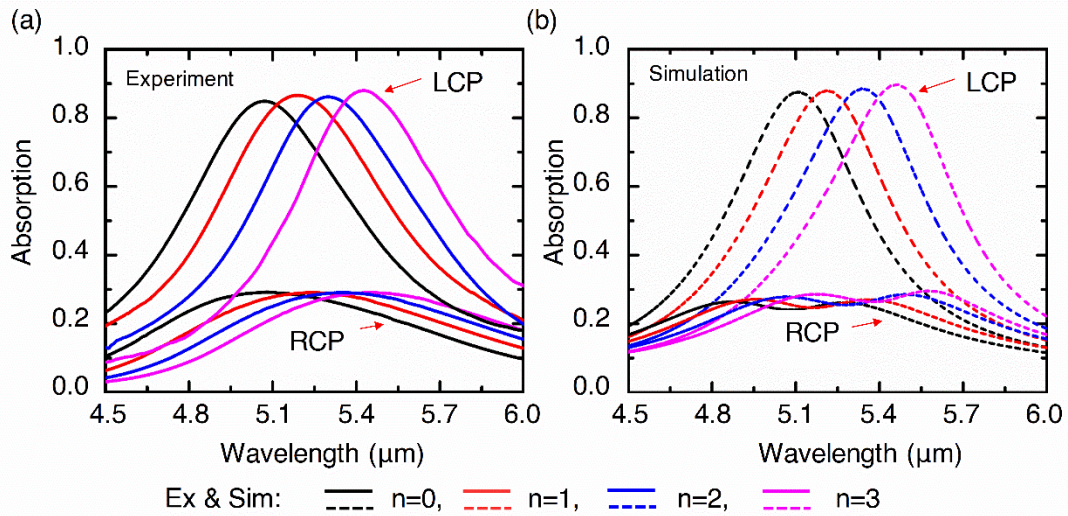 (a)
Experiment
LCP
RCP
Absorption
1.0
0.8
0.6
0.4
0.2
0.0
4.5 4.8 5.1 5.4 5.7 6.0
Wavelength (μm)
(b)
Simulation
LCP
RCP
Absorption
1.0
0.8
0.6
0.4
0.2
0.0
4.5 4.8 5.1 5.4 5.7 6.0
Wavelength (μm)
Ex & Sim: n=0, n=1, n=2, n=3